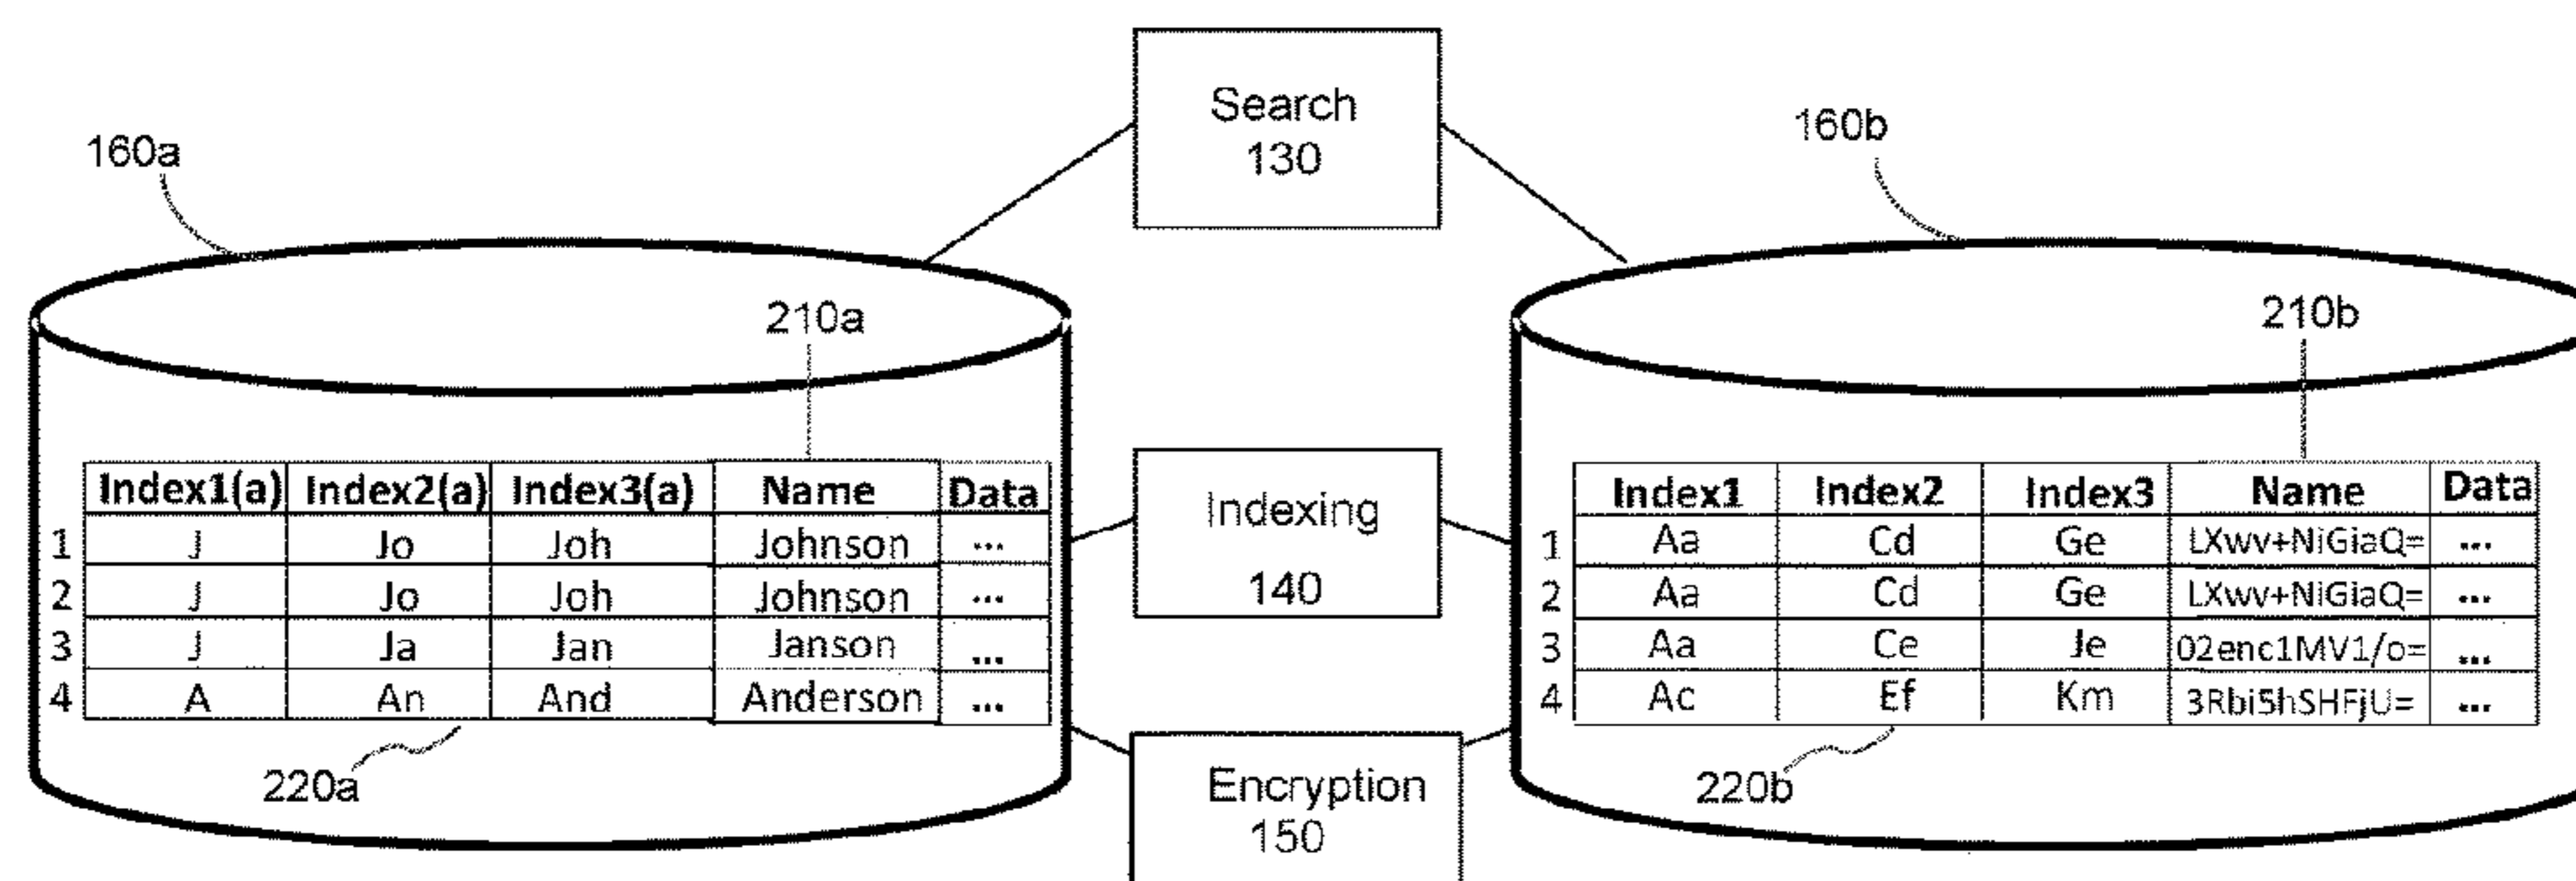 Search
130
160a
160b
210a
210b
Index1(a) Index2(a) Index3(a) Name Data
1 J Jo Joh Johnson ...
2 J Jo Joh Johnson ...
3 J Ja Jan Janson ...
4 A An And Anderson ...
220a
Indexing
140
Index1 Index2 Index3 Name Data
1 Aa Cd Ge LXwv+NiGiaQ= ...
2 Aa Cd Ge LXwv+NiGiaQ= ...
3 Aa Ce Je 02enc1MV1/o= ...
4 Ac Ef Km 3Rbi5hSHFjU= ...
220b
Encryption
150